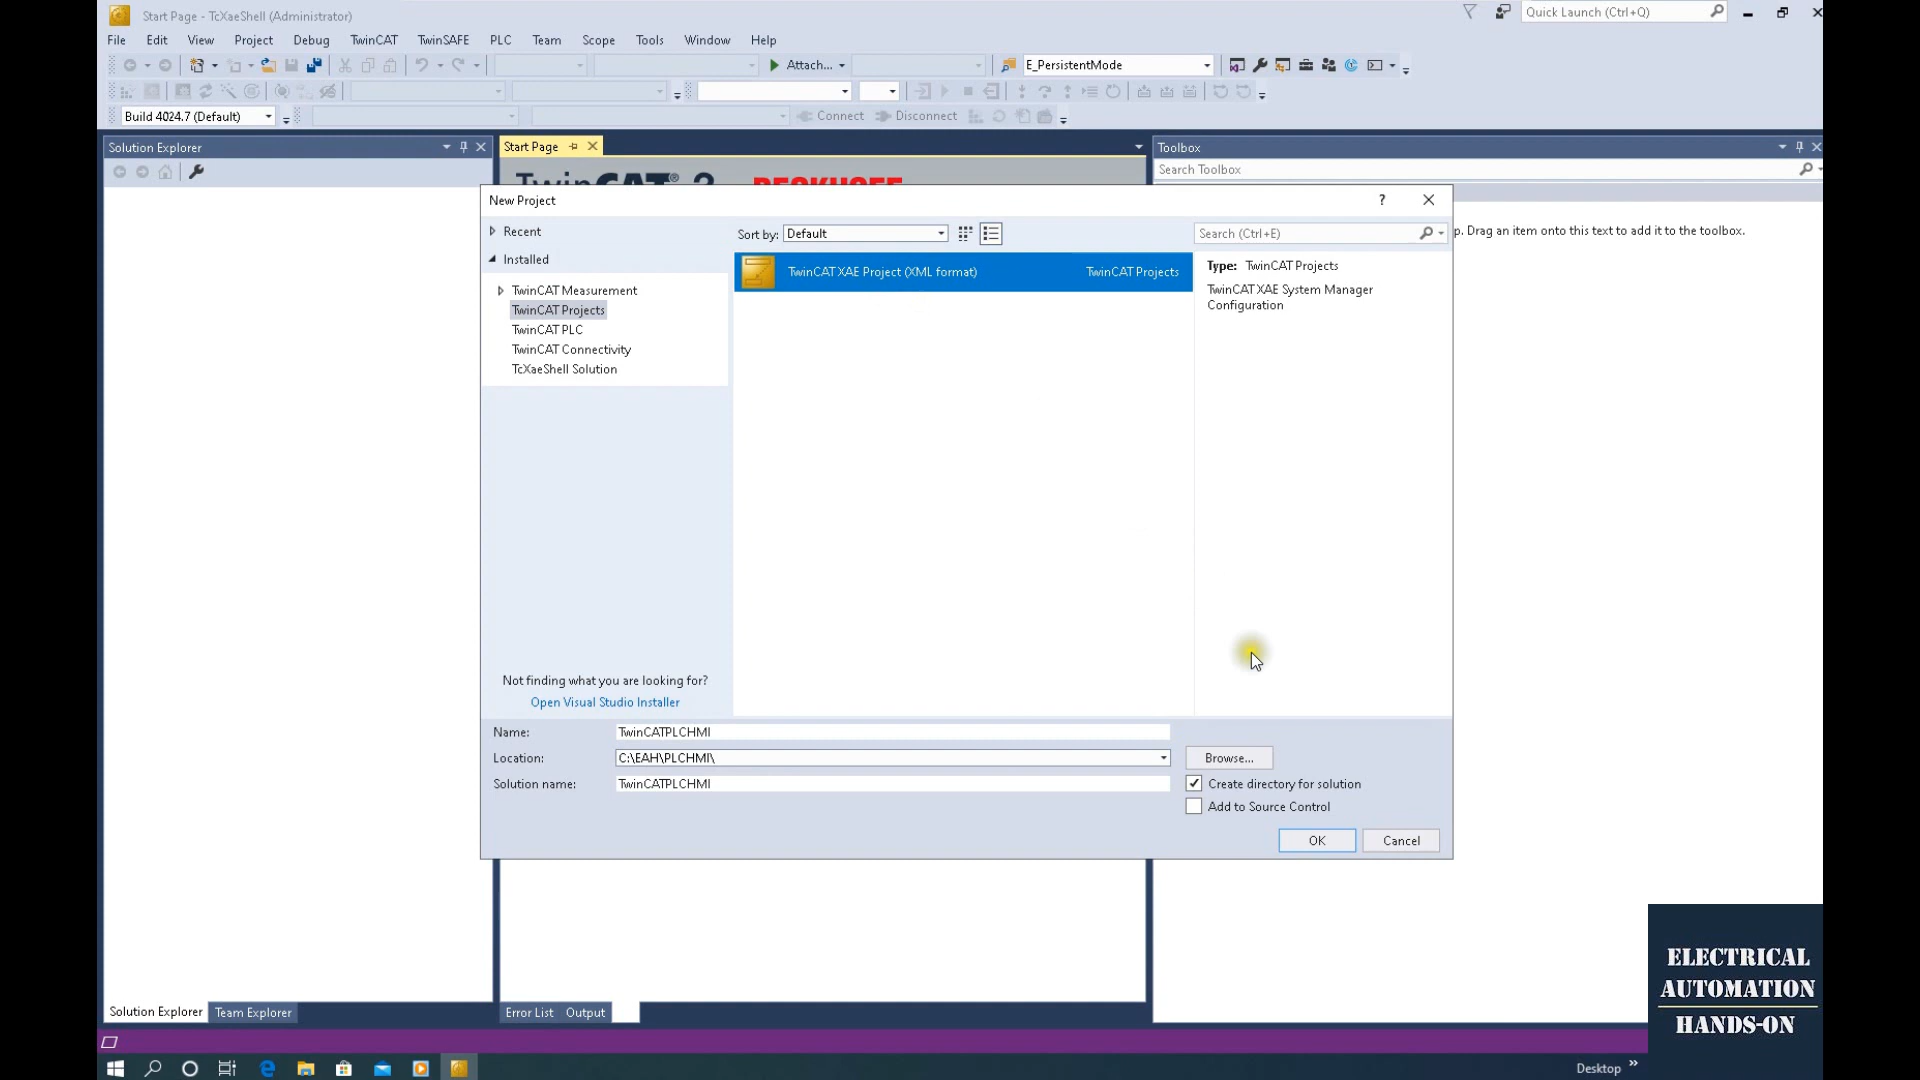 Start Page - TcXaeShell (Administrator)
Quick Launch (Ctrl+Q)
File Edit View Project Debug TwinCAT TwinSAFE PLC Team Scope Tools Window Help
Attach...
E_PersistentMode
Build 4024.7 (Default)
Connect
Disconnect
Solution Explorer
Start Page
Toolbox
Search Toolbox
TwinCAT® 3
BECKHOFF
New Project
?
Recent
Installed
Sort by:
Default
Search (Ctrl+E)
p. Drag an item onto this text to add it to the toolbox.
TwinCAT Measurement
TwinCAT Projects
TwinCAT PLC
TwinCAT Connectivity
TcXaeShell Solution
TwinCAT XAE Project (XML format)
TwinCAT Projects
Type: TwinCAT Projects
TwinCAT XAE System Manager
Configuration
Not finding what you are looking for?
Open Visual Studio Installer
Name:
TwinCATPLCHMI
Location:
C:\EAH\PLCHMI\
Browse...
Solution name:
TwinCATPLCHMI
Create directory for solution
Add to Source Control
OK
Cancel
Solution Explorer
Team Explorer
Error List
Output
ELECTRICAL
AUTOMATION
HANDS-ON
Desktop